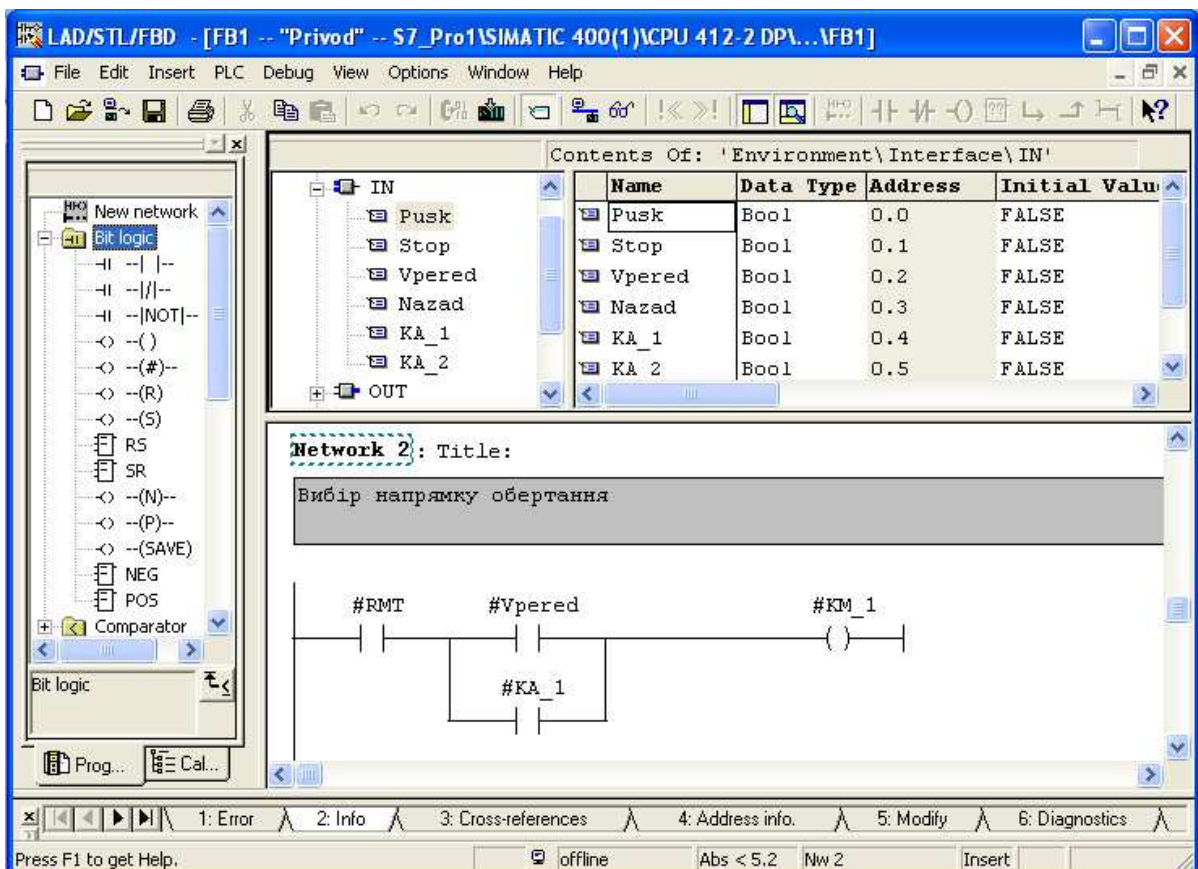 LAD/STL/FBD - [FB1 -- "Privod" -- S7_Pro1\SIMATIC 400(1)\CPU 412-2 DP\...\FB1]
File Edit Insert PLC Debug View Options Window Help
Contents Of: 'Environment\Interface\IN'
New network
Bit logic
--| |--
--|/|--
--|NOT|--
--( )
--(#)--
--(R)
--(S)
RS
SR
--(N)--
--(P)--
--(SAVE)
NEG
POS
Comparator
Bit logic
Prog... Cal...
IN
Pusk
Stop
Vpered
Nazad
KA_1
KA_2
OUT
Name Data Type Address Initial Valu
Pusk Bool 0.0 FALSE
Stop Bool 0.1 FALSE
Vpered Bool 0.2 FALSE
Nazad Bool 0.3 FALSE
KA_1 Bool 0.4 FALSE
KA_2 Bool 0.5 FALSE
Network 2: Title:
Вибір напрямку обертання
#RMT #Vpered #KM_1
#KA_1
1: Error 2: Info 3: Cross-references 4: Address info. 5: Modify 6: Diagnostics
Press F1 to get Help. offline Abs < 5.2 Nw 2 Insert